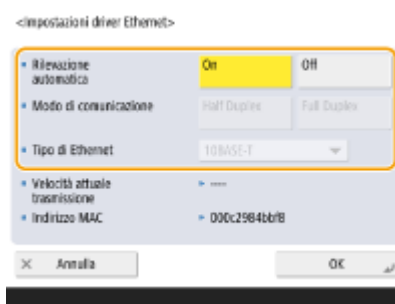 <Impostazioni driver Ethernet>
Rilevazione
automatica
On
Off
Modo di comunicazione
Half Duplex
Full Duplex
Tipo di Ethernet
10BASE-T
Velocità attuale
trasmissione
----
Indirizzo MAC
000c2984bbf8
Annulla
OK